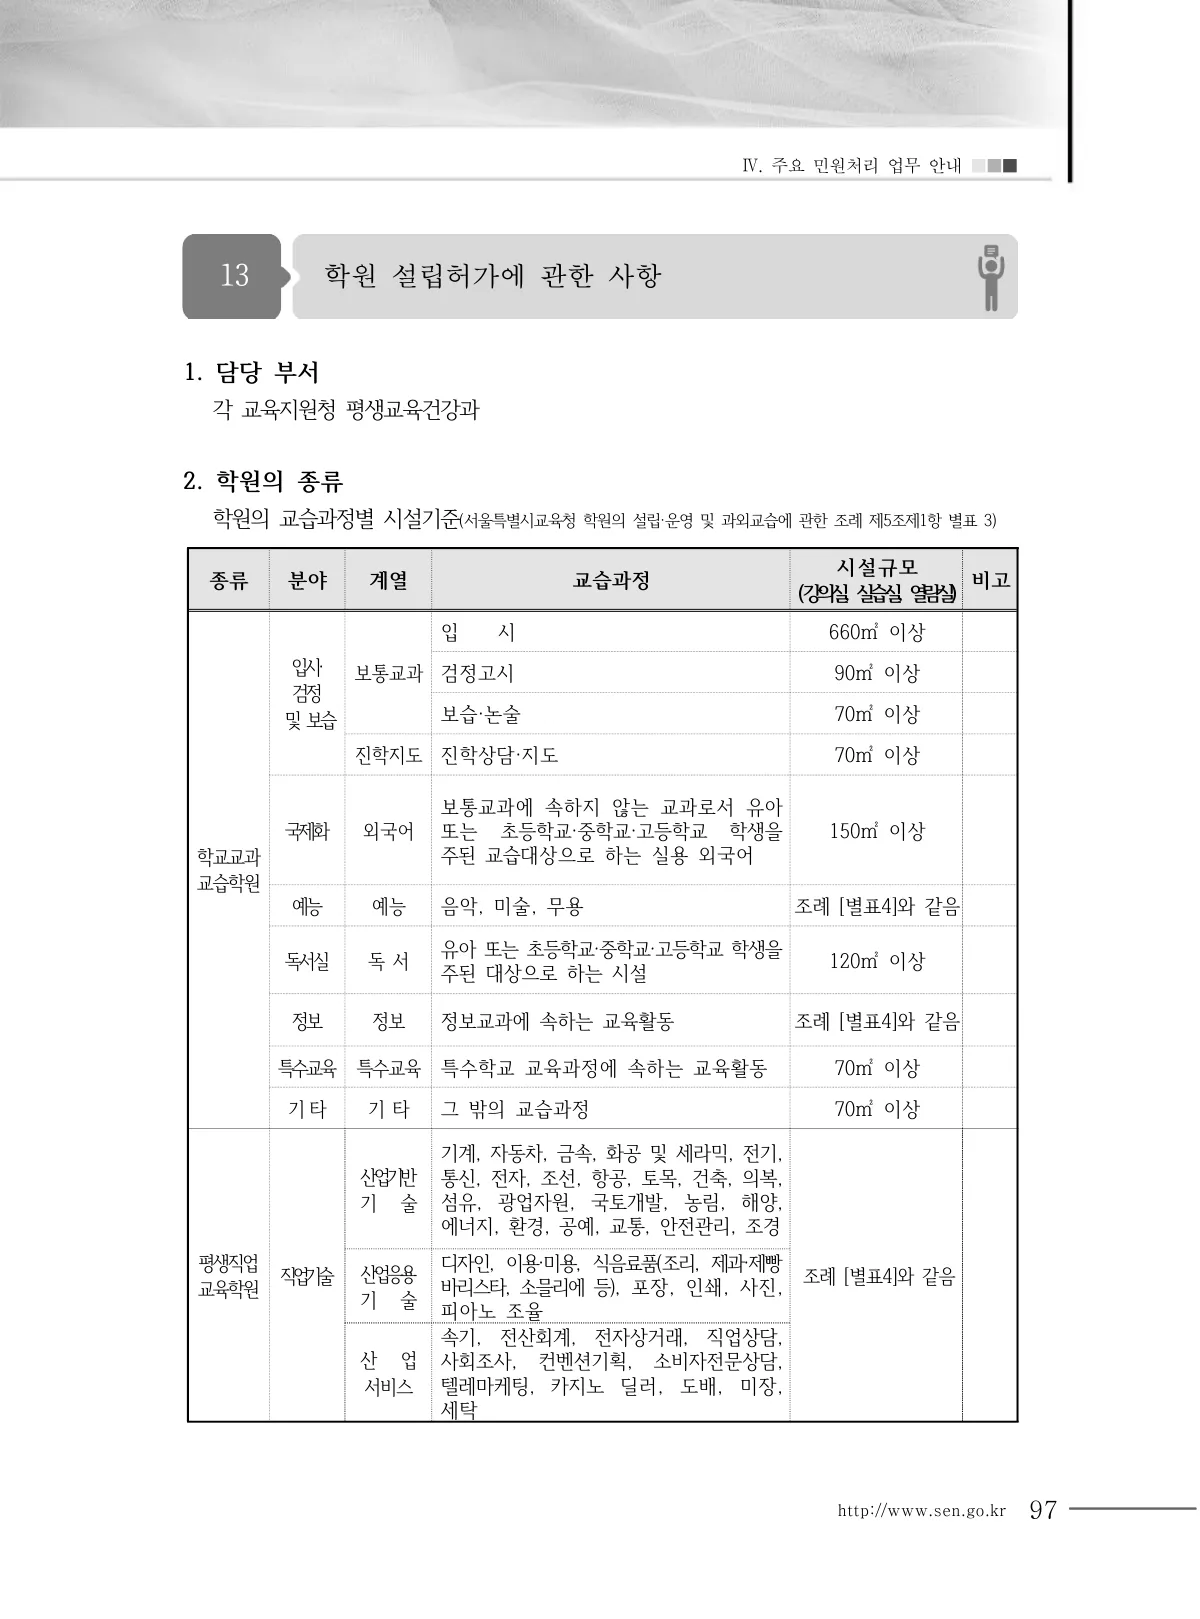 Ⅳ. 주요 민원처리 업무 안내
13 학원 설립허가에 관한 사항
1. 담당 부서
각 교육지원청 평생교육건강과
2. 학원의 종류
학원의 교습과정별 시설기준(서울특별시교육청 학원의 설립·운영 및 과외교습에 관한 조례 제5조제1항 별표 3)
종류 분야 계열 교습과정 시설규모 비고
(강의실, 실습실, 열람실)
학교교과
교습학원
입시·
검정
및 보습
보통교과
입 시 660㎡ 이상
검정고시 90㎡ 이상
보습·논술 70㎡ 이상
진학지도 진학상담·지도 70㎡ 이상
국제화 외국어
보통교과에 속하지 않는 교과로서 유아
또는 초등학교·중학교·고등학교 학생을
주된 교습대상으로 하는 실용 외국어
150㎡ 이상
예능 예능 음악, 미술, 무용 조례 [별표4]와 같음
독서실 독 서
유아 또는 초등학교·중학교·고등학교 학생을
주된 대상으로 하는 시설
120㎡ 이상
정보 정보 정보교과에 속하는 교육활동 조례 [별표4]와 같음
특수교육 특수교육 특수학교 교육과정에 속하는 교육활동 70㎡ 이상
기 타 기 타 그 밖의 교습과정 70㎡ 이상
평생직업
교육학원
직업기술
산업기반
기 술
기계, 자동차, 금속, 화공 및 세라믹, 전기,
통신, 전자, 조선, 항공, 토목, 건축, 의복,
섬유, 광업자원, 국토개발, 농림, 해양,
에너지, 환경, 공예, 교통, 안전관리, 조경
산업응용
기 술
디자인, 이용·미용, 식음료품(조리, 제과·제빵
바리스타, 소믈리에 등), 포장, 인쇄, 사진,
피아노 조율
조례 [별표4]와 같음
산 업
서비스
속기, 전산회계, 전자상거래, 직업상담,
사회조사, 컨벤션기획, 소비자전문상담,
텔레마케팅, 카지노 딜러, 도배, 미장,
세탁
http://www.sen.go.kr 97